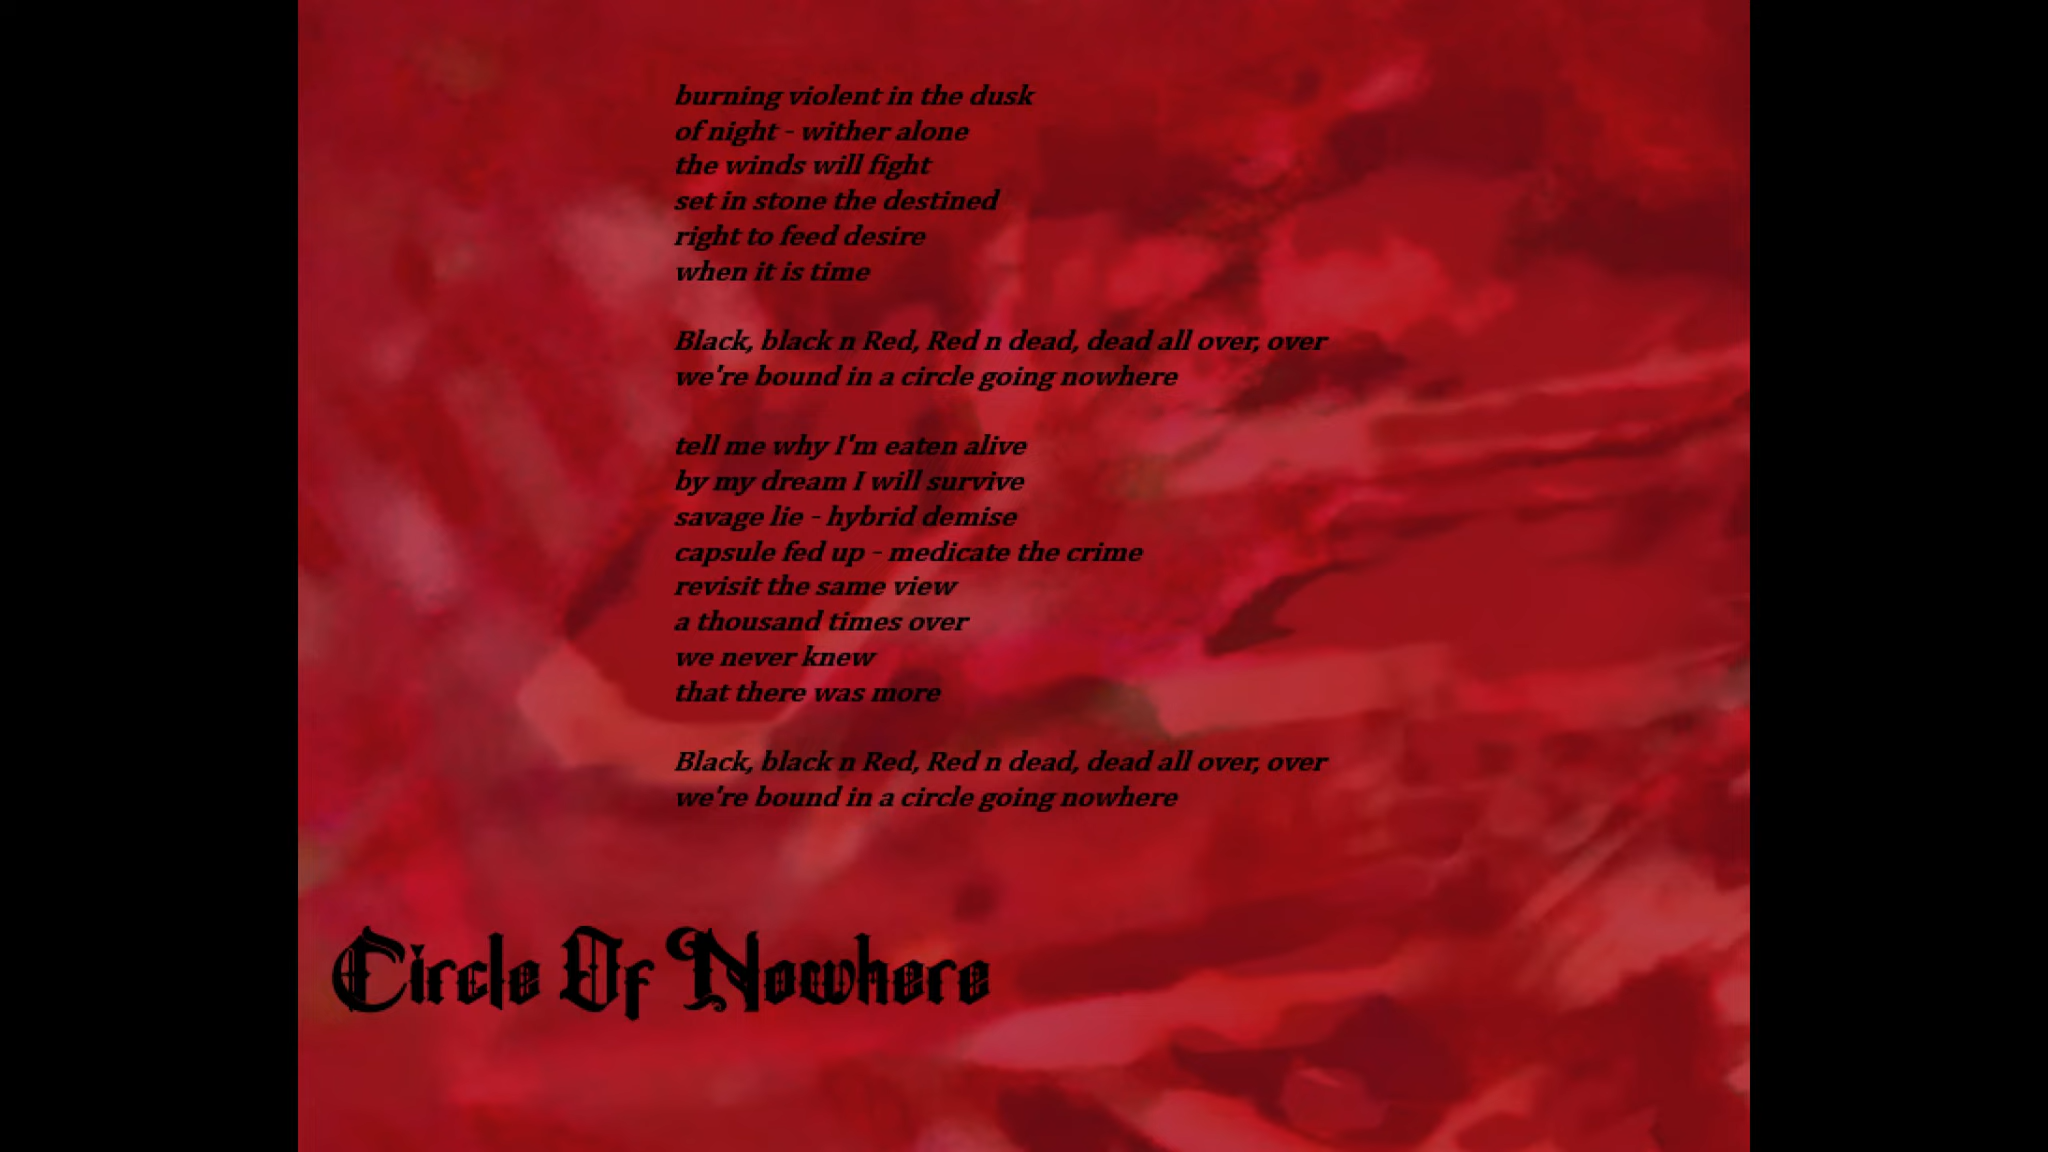 burning violent in the dusk
of night - wither alone
the winds will fight
set in stone the destined
right to feed desire
when it is time
Black, black n Red, Red n dead, dead all over, over
we're bound in a circle going nowhere
tell me why I'm eaten alive
by my dream I will survive
savage lie - hybrid demise
capsule fed up - medicate the crime
revisit the same view
a thousand times over
we never knew
that there was more
Black, black n Red, Red n dead, dead all over, over
we're bound in a circle going nowhere
Circle Of Nowhere